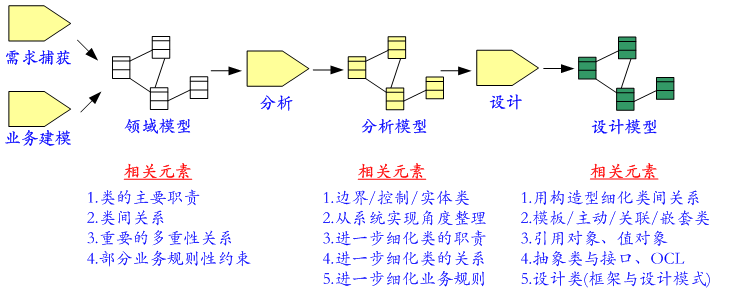 需求捕获
业务建模
领域模型
分析
分析模型
设计
设计模型
相关元素
1.类的主要职责
2.类间关系
3.重要的多重性关系
4.部分业务规则性约束
相关元素
1.边界/控制/实体类
2.从系统实现角度整理
3.进一步细化类的职责
4.进一步细化类的关系
5.进一步细化业务规则
相关元素
1.用构造型细化类间关系
2.模板/主动/关联/嵌套类
3.引用对象、值对象
4.抽象类与接口、OCL
5.设计类(框架与设计模式)